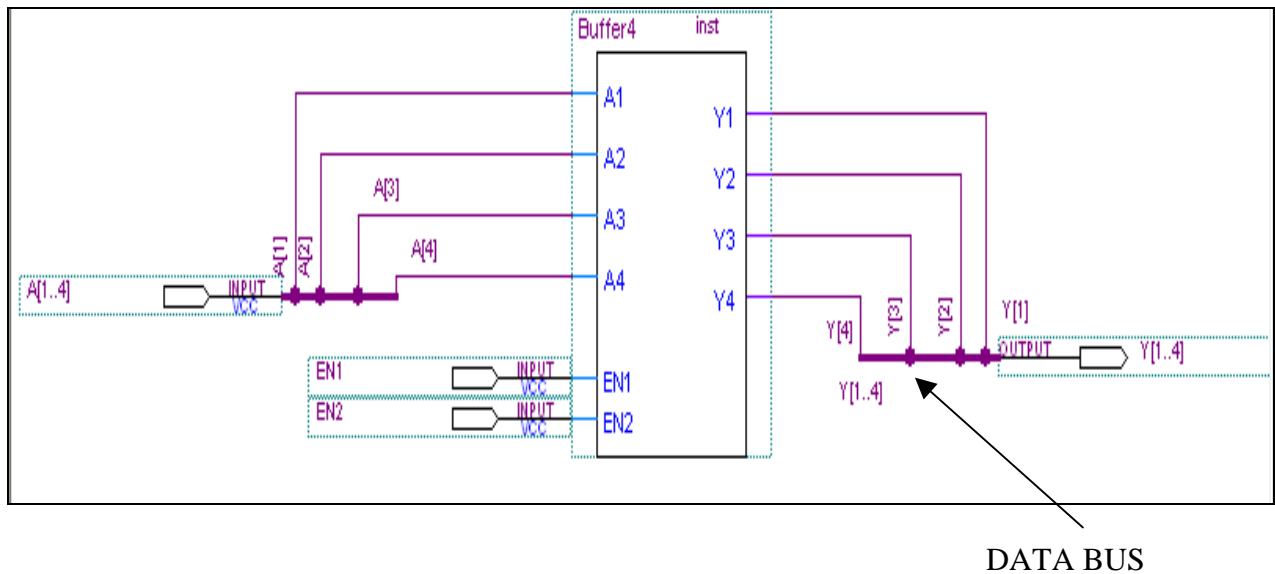 Buffer4 inst
A1
Y1
A2
Y2
A[3]
A3
Y3
A[1]
A[2]
A[4]
A4
Y4
A[1..4] INPUT
VCC
Y[4]
Y[3]
Y[2]
Y[1]
OUTPUT Y[1..4]
Y[1..4]
EN1 INPUT
VCC
EN1
EN2 INPUT
VCC
EN2
DATA BUS